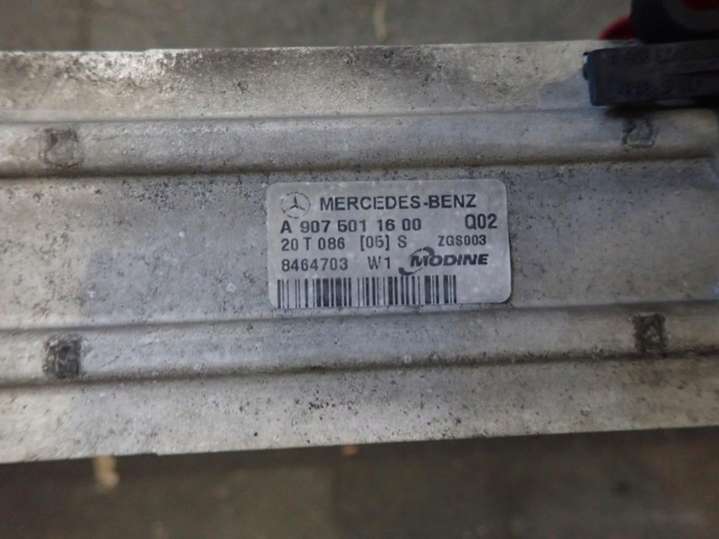 MERCEDES-BENZ
A 907 501 16 00 Q02
20 T 086 [05] S ZGS003
8464703 W1 MODINE